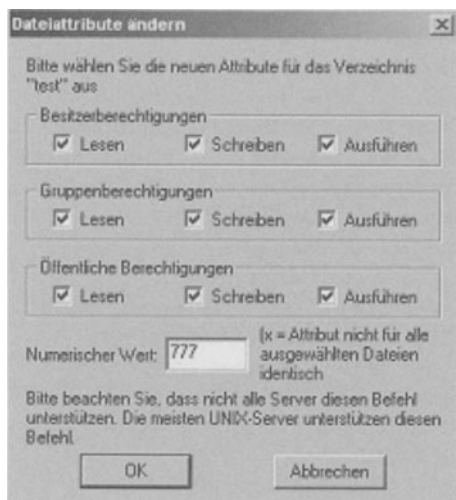 Dateiattribute ändern
Bitte wählen Sie die neuen Attribute für das Verzeichnis
"test" aus
Besitzerberechtigungen
Lesen Schreiben Ausführen
Gruppenberechtigungen
Lesen Schreiben Ausführen
Öffentliche Berechtigungen
Lesen Schreiben Ausführen
Numerischer Wert: 777
(x = Attribut nicht für alle
ausgewählten Dateien
identisch
Bitte beachten Sie, dass nicht alle Server diesen Befehl
unterstützen. Die meisten UNIX-Server unterstützen diesen
Befehl.
OK Abbrechen